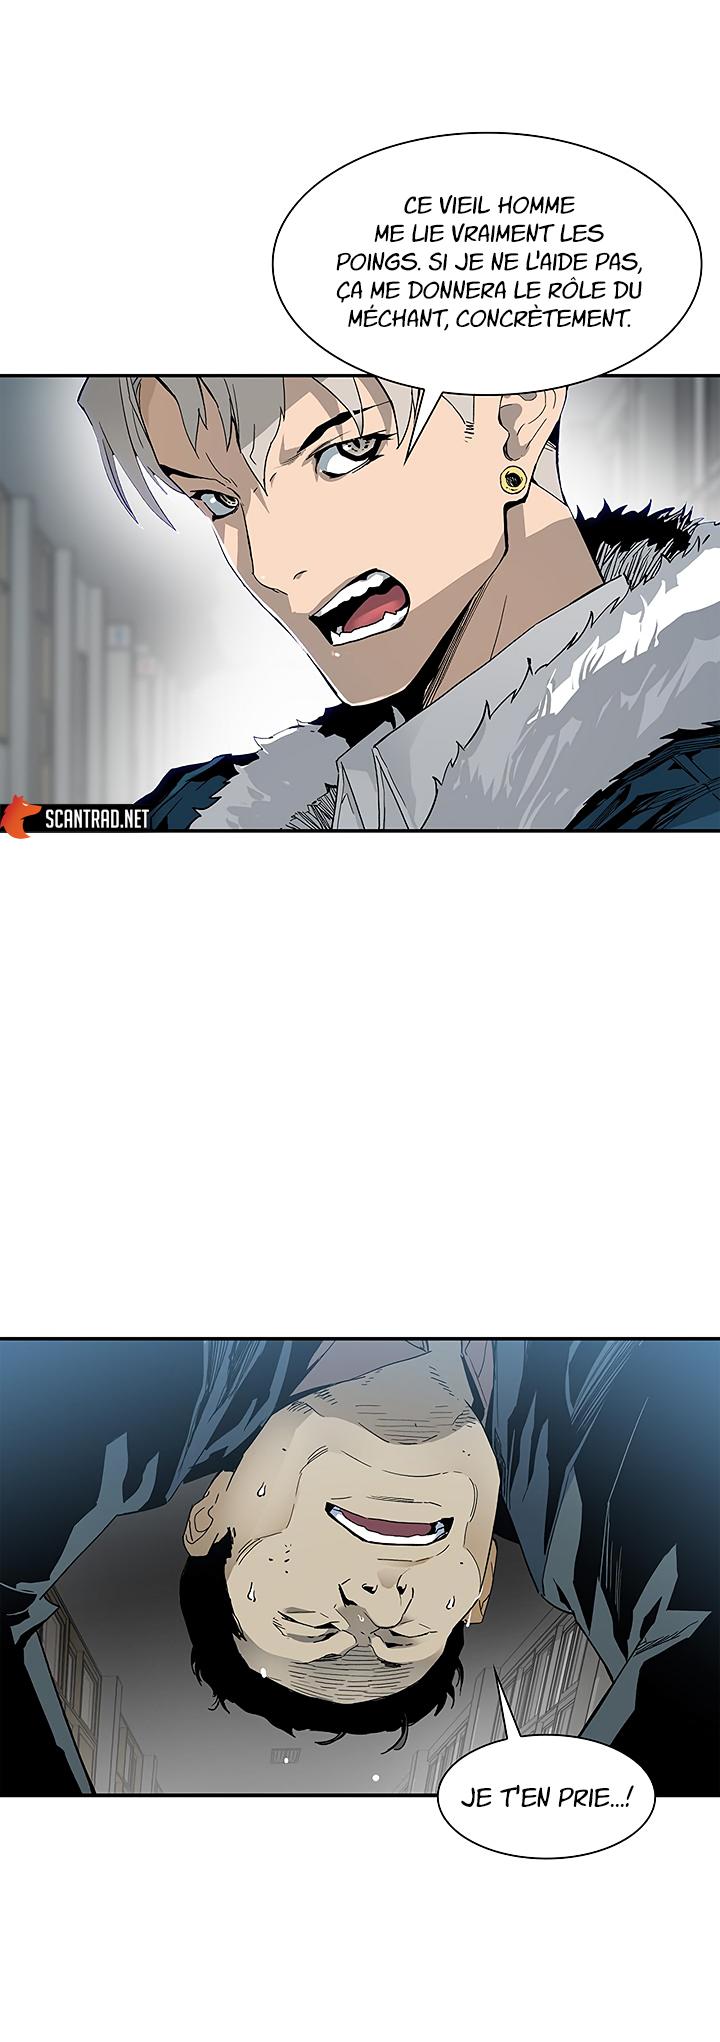 CE VIEIL HOMME
ME LIE VRAIMENT LES
POINGS. SI JE NE L'AIDE PAS,
ÇA ME DONNERA LE RÔLE DU
MÉCHANT, CONCRÈTEMENT.
SCANTRAD.NET
JE T'EN PRIE...!